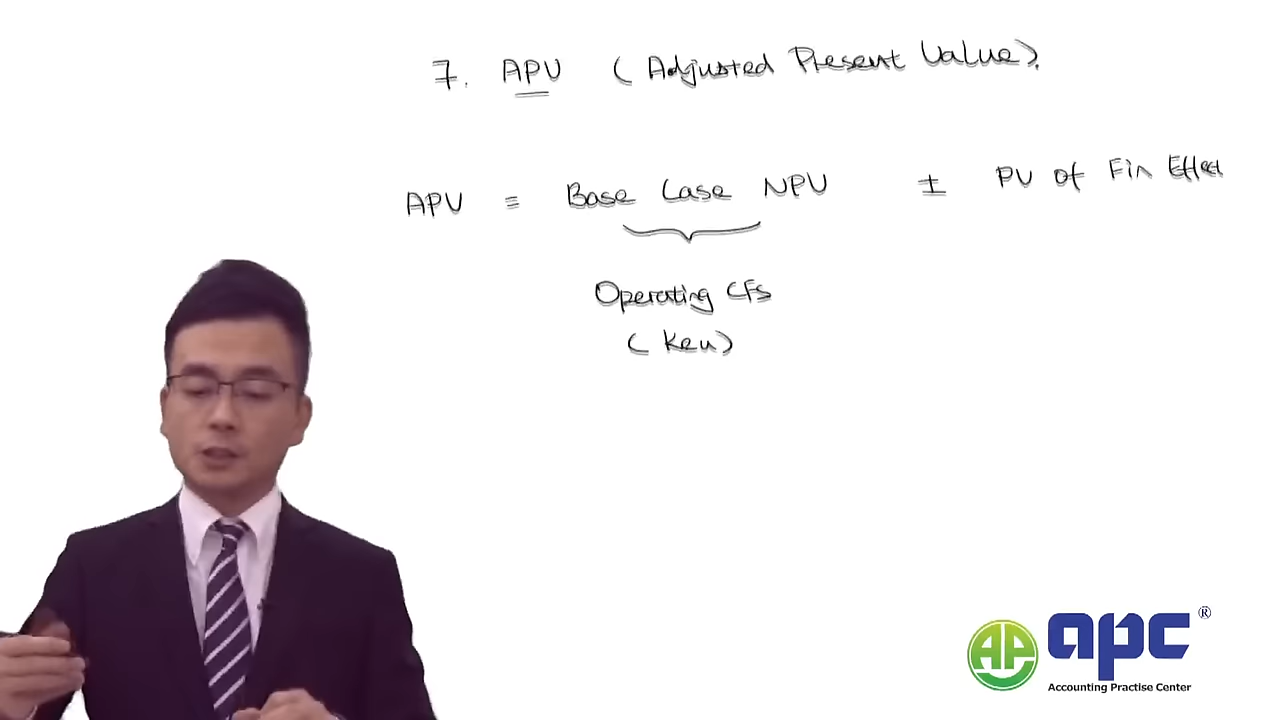 7. APV (Adjusted Present Value).
APV = Base Case NPV ± PV of Fin Effect
Operating CFs
(Keu)
AP
apc®
Accounting Practise Center